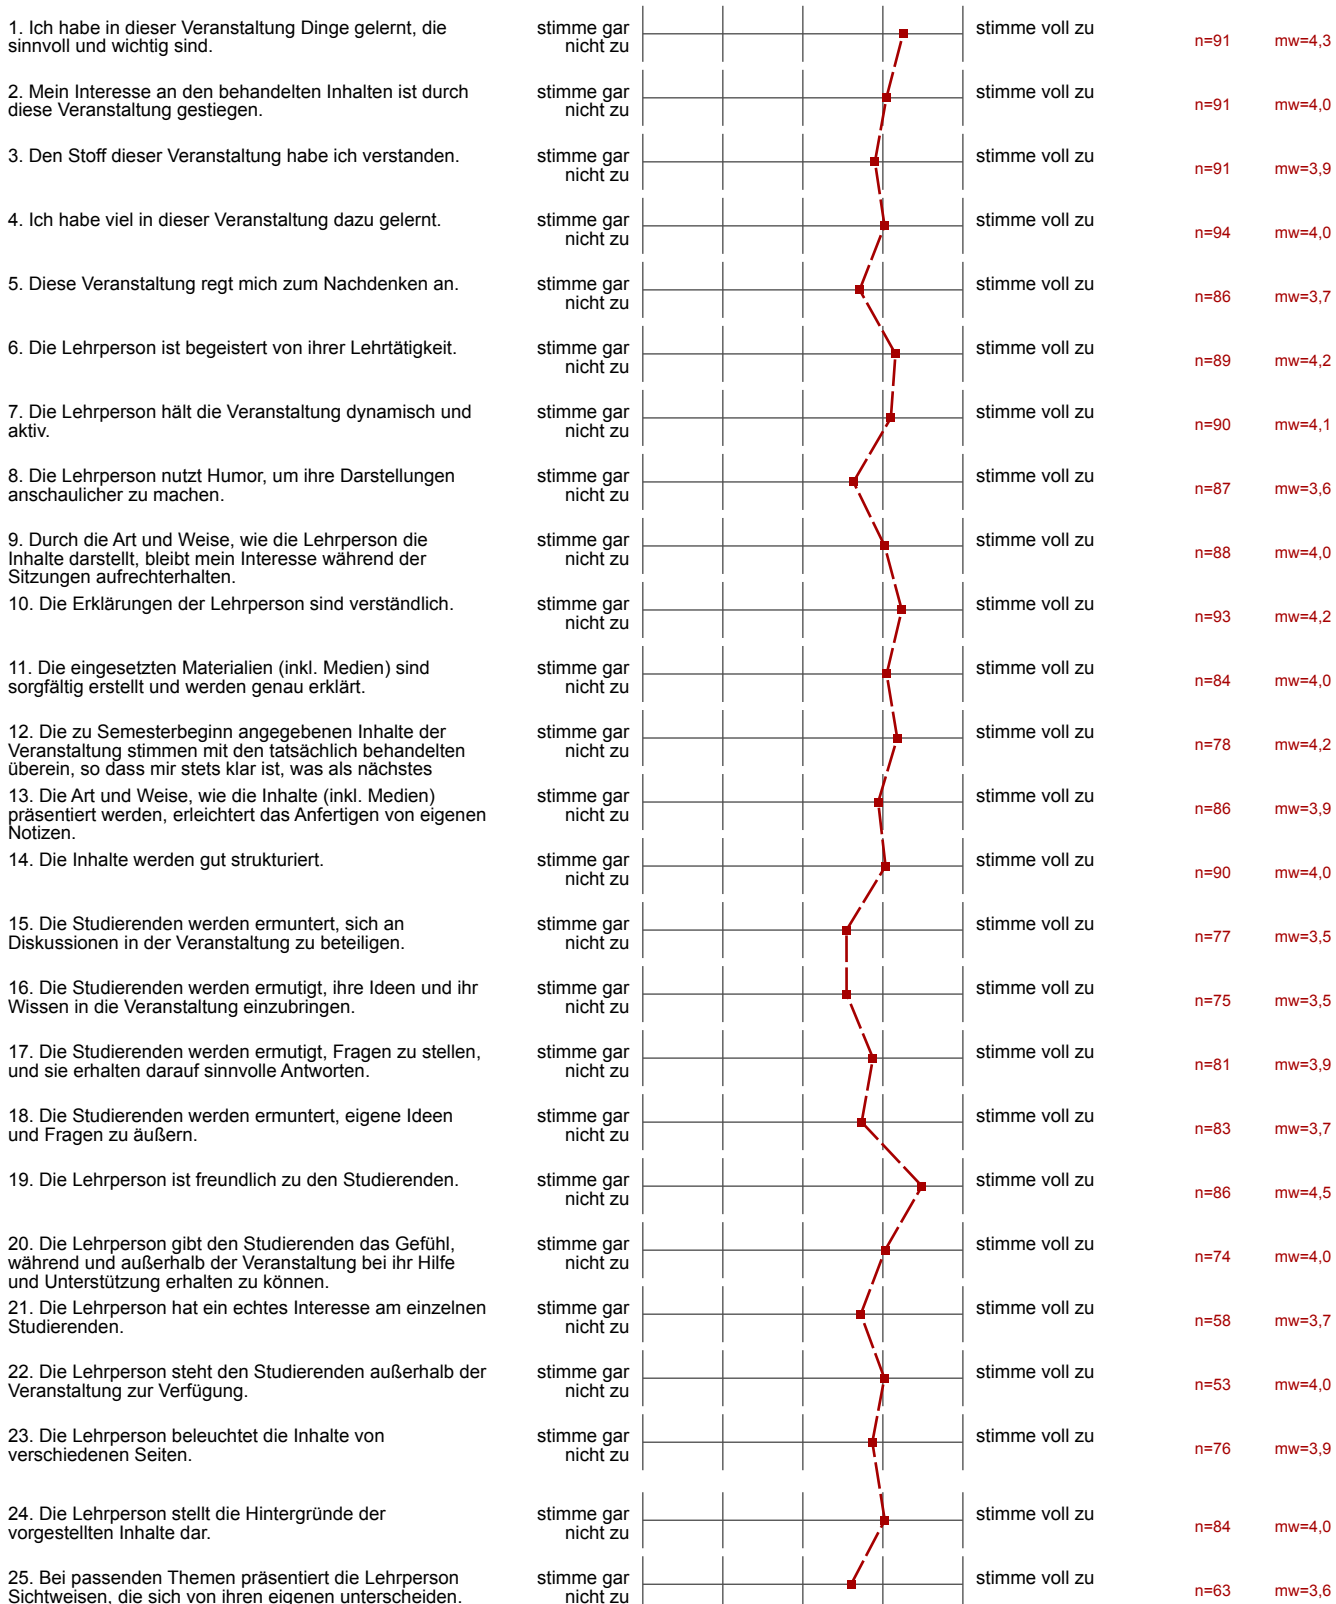 1. Ich habe in dieser Veranstaltung Dinge gelernt, die
sinnvoll und wichtig sind.
stimme gar
nicht zu
stimme voll zu
n=91 mw=4,3
2. Mein Interesse an den behandelten Inhalten ist durch
diese Veranstaltung gestiegen.
stimme gar
nicht zu
stimme voll zu
n=91 mw=4,0
3. Den Stoff dieser Veranstaltung habe ich verstanden.
stimme gar
nicht zu
stimme voll zu
n=91 mw=3,9
4. Ich habe viel in dieser Veranstaltung dazu gelernt.
stimme gar
nicht zu
stimme voll zu
n=94 mw=4,0
5. Diese Veranstaltung regt mich zum Nachdenken an.
stimme gar
nicht zu
stimme voll zu
n=86 mw=3,7
6. Die Lehrperson ist begeistert von ihrer Lehrtätigkeit.
stimme gar
nicht zu
stimme voll zu
n=89 mw=4,2
7. Die Lehrperson hält die Veranstaltung dynamisch und
aktiv.
stimme gar
nicht zu
stimme voll zu
n=90 mw=4,1
8. Die Lehrperson nutzt Humor, um ihre Darstellungen
anschaulicher zu machen.
stimme gar
nicht zu
stimme voll zu
n=87 mw=3,6
9. Durch die Art und Weise, wie die Lehrperson die
Inhalte darstellt, bleibt mein Interesse während der
Sitzungen aufrechterhalten.
stimme gar
nicht zu
stimme voll zu
n=88 mw=4,0
10. Die Erklärungen der Lehrperson sind verständlich.
stimme gar
nicht zu
stimme voll zu
n=93 mw=4,2
11. Die eingesetzten Materialien (inkl. Medien) sind
sorgfältig erstellt und werden genau erklärt.
stimme gar
nicht zu
stimme voll zu
n=84 mw=4,0
12. Die zu Semesterbeginn angegebenen Inhalte der
Veranstaltung stimmen mit den tatsächlich behandelten
überein, so dass mir stets klar ist, was als nächstes
stimme gar
nicht zu
stimme voll zu
n=78 mw=4,2
13. Die Art und Weise, wie die Inhalte (inkl. Medien)
präsentiert werden, erleichtert das Anfertigen von eigenen
Notizen.
stimme gar
nicht zu
stimme voll zu
n=86 mw=3,9
14. Die Inhalte werden gut strukturiert.
stimme gar
nicht zu
stimme voll zu
n=90 mw=4,0
15. Die Studierenden werden ermuntert, sich an
Diskussionen in der Veranstaltung zu beteiligen.
stimme gar
nicht zu
stimme voll zu
n=77 mw=3,5
16. Die Studierenden werden ermutigt, ihre Ideen und ihr
Wissen in die Veranstaltung einzubringen.
stimme gar
nicht zu
stimme voll zu
n=75 mw=3,5
17. Die Studierenden werden ermutigt, Fragen zu stellen,
und sie erhalten darauf sinnvolle Antworten.
stimme gar
nicht zu
stimme voll zu
n=81 mw=3,9
18. Die Studierenden werden ermuntert, eigene Ideen
und Fragen zu äußern.
stimme gar
nicht zu
stimme voll zu
n=83 mw=3,7
19. Die Lehrperson ist freundlich zu den Studierenden.
stimme gar
nicht zu
stimme voll zu
n=86 mw=4,5
20. Die Lehrperson gibt den Studierenden das Gefühl,
während und außerhalb der Veranstaltung bei ihr Hilfe
und Unterstützung erhalten zu können.
stimme gar
nicht zu
stimme voll zu
n=74 mw=4,0
21. Die Lehrperson hat ein echtes Interesse am einzelnen
Studierenden.
stimme gar
nicht zu
stimme voll zu
n=58 mw=3,7
22. Die Lehrperson steht den Studierenden außerhalb der
Veranstaltung zur Verfügung.
stimme gar
nicht zu
stimme voll zu
n=53 mw=4,0
23. Die Lehrperson beleuchtet die Inhalte von
verschiedenen Seiten.
stimme gar
nicht zu
stimme voll zu
n=76 mw=3,9
24. Die Lehrperson stellt die Hintergründe der
vorgestellten Inhalte dar.
stimme gar
nicht zu
stimme voll zu
n=84 mw=4,0
25. Bei passenden Themen präsentiert die Lehrperson
Sichtweisen, die sich von ihren eigenen unterscheiden.
stimme gar
nicht zu
stimme voll zu
n=63 mw=3,6